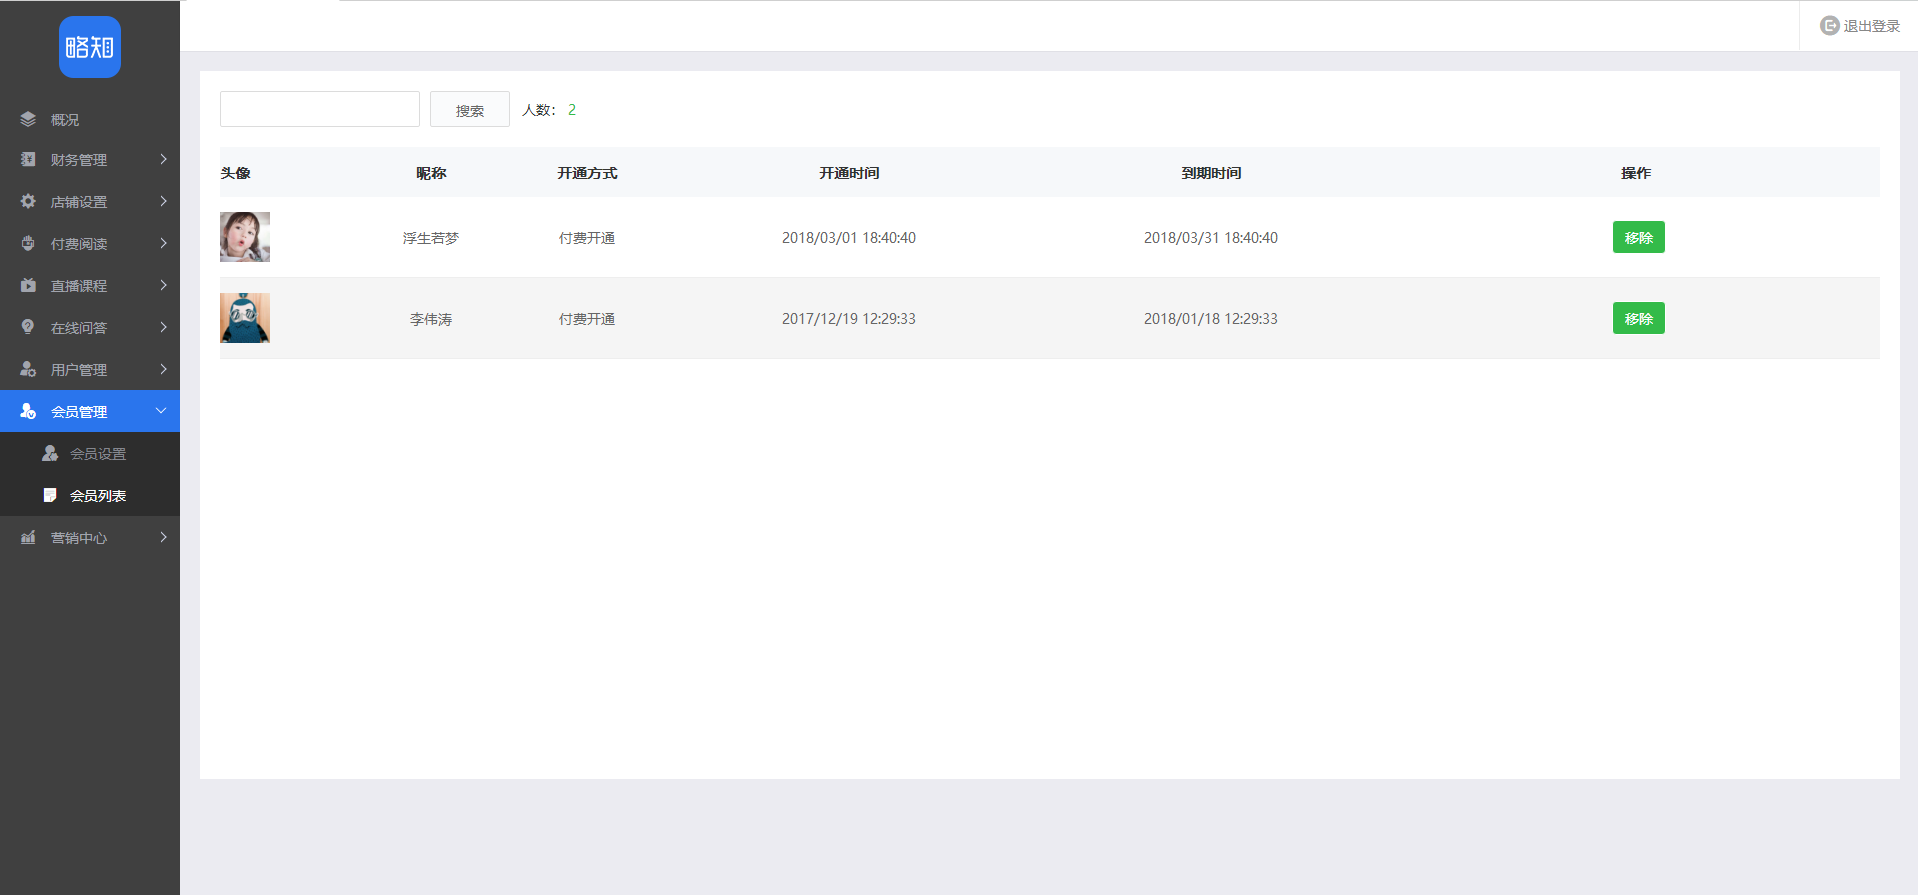 略知
退出登录
概况
财务管理
店铺设置
付费阅读
直播课程
在线问答
用户管理
会员管理
会员设置
会员列表
营销中心
搜索 人数： 2
头像 昵称 开通方式 开通时间 到期时间 操作
浮生若梦 付费开通 2018/03/01 18:40:40 2018/03/31 18:40:40 移除
李伟涛 付费开通 2017/12/19 12:29:33 2018/01/18 12:29:33 移除